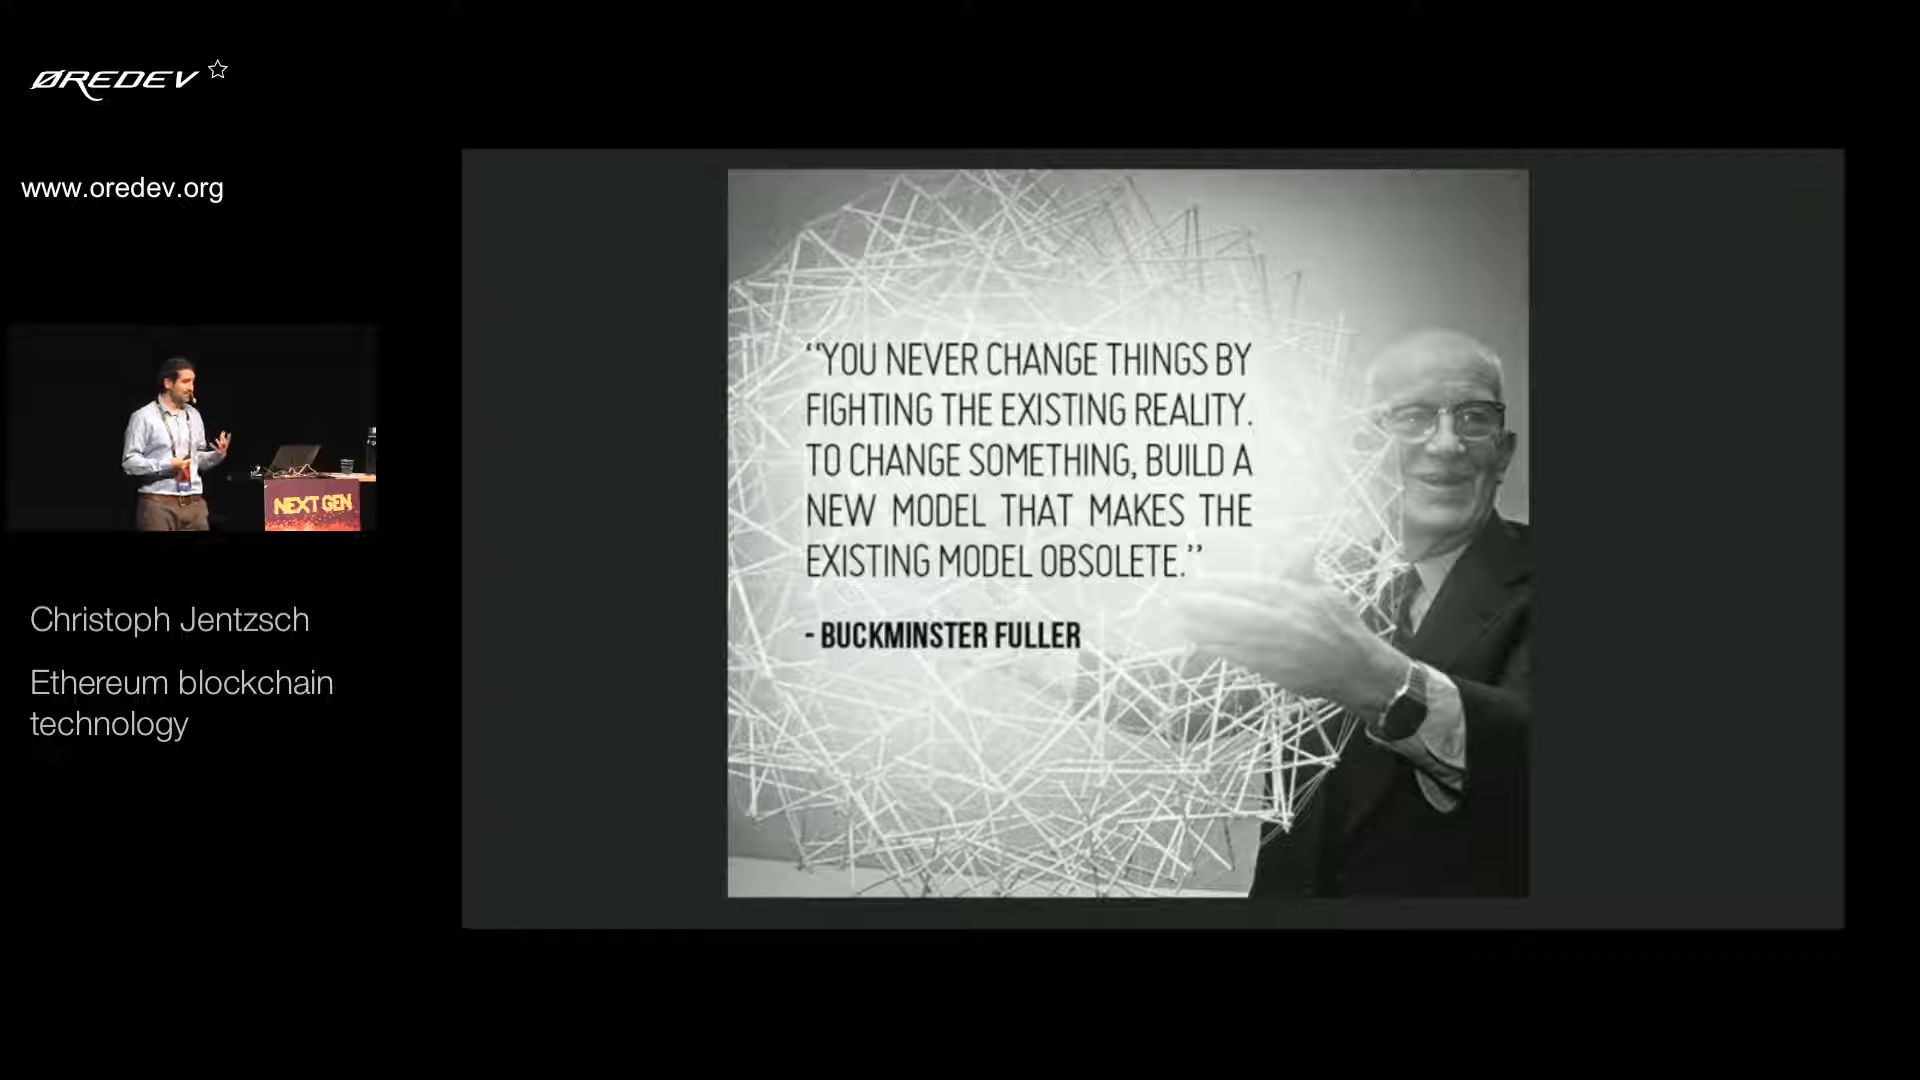 ØREDEV
www.oredev.org
NEXT GEN
Christoph Jentzsch
Ethereum blockchain
technology
“YOU NEVER CHANGE THINGS BY
FIGHTING THE EXISTING REALITY.
TO CHANGE SOMETHING, BUILD A
NEW MODEL THAT MAKES THE
EXISTING MODEL OBSOLETE.”
- BUCKMINSTER FULLER